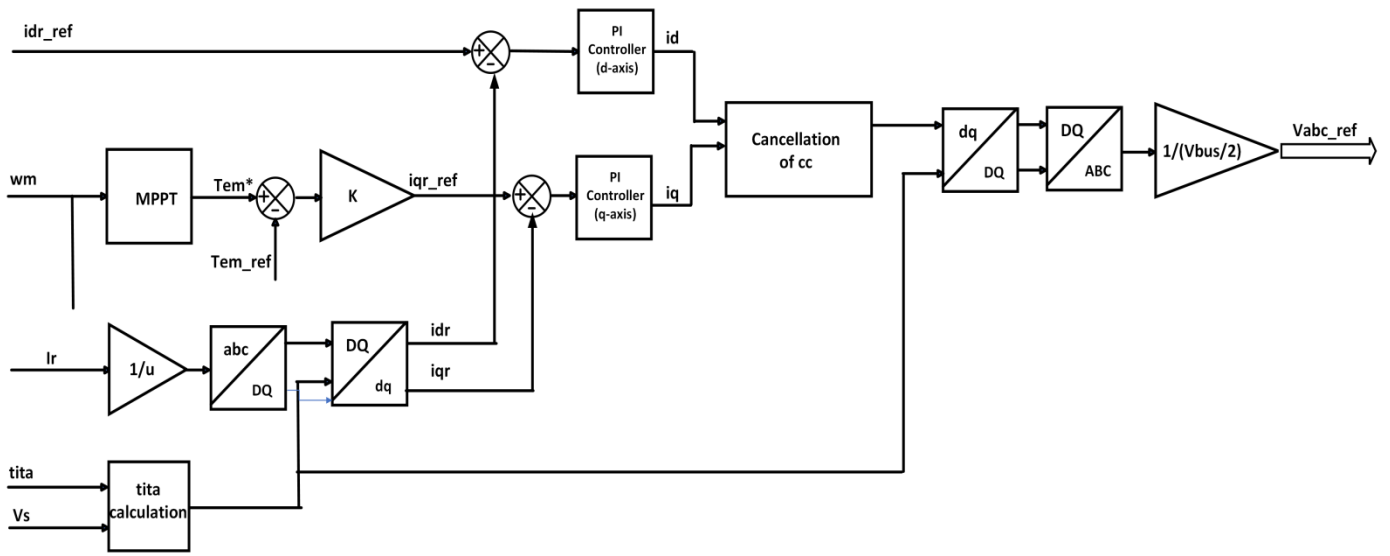 idr_ref
+
-
PI
Controller
(d-axis)
id
Cancellation
of cc
dq
DQ
DQ
ABC
1/(Vbus/2)
Vabc_ref
wm
MPPT
Tem*
+
-
Tem_ref
K
iqr_ref
+
-
PI
Controller
(q-axis)
iq
Ir
1/u
abc
DQ
DQ
dq
idr
iqr
tita
Vs
tita
calculation